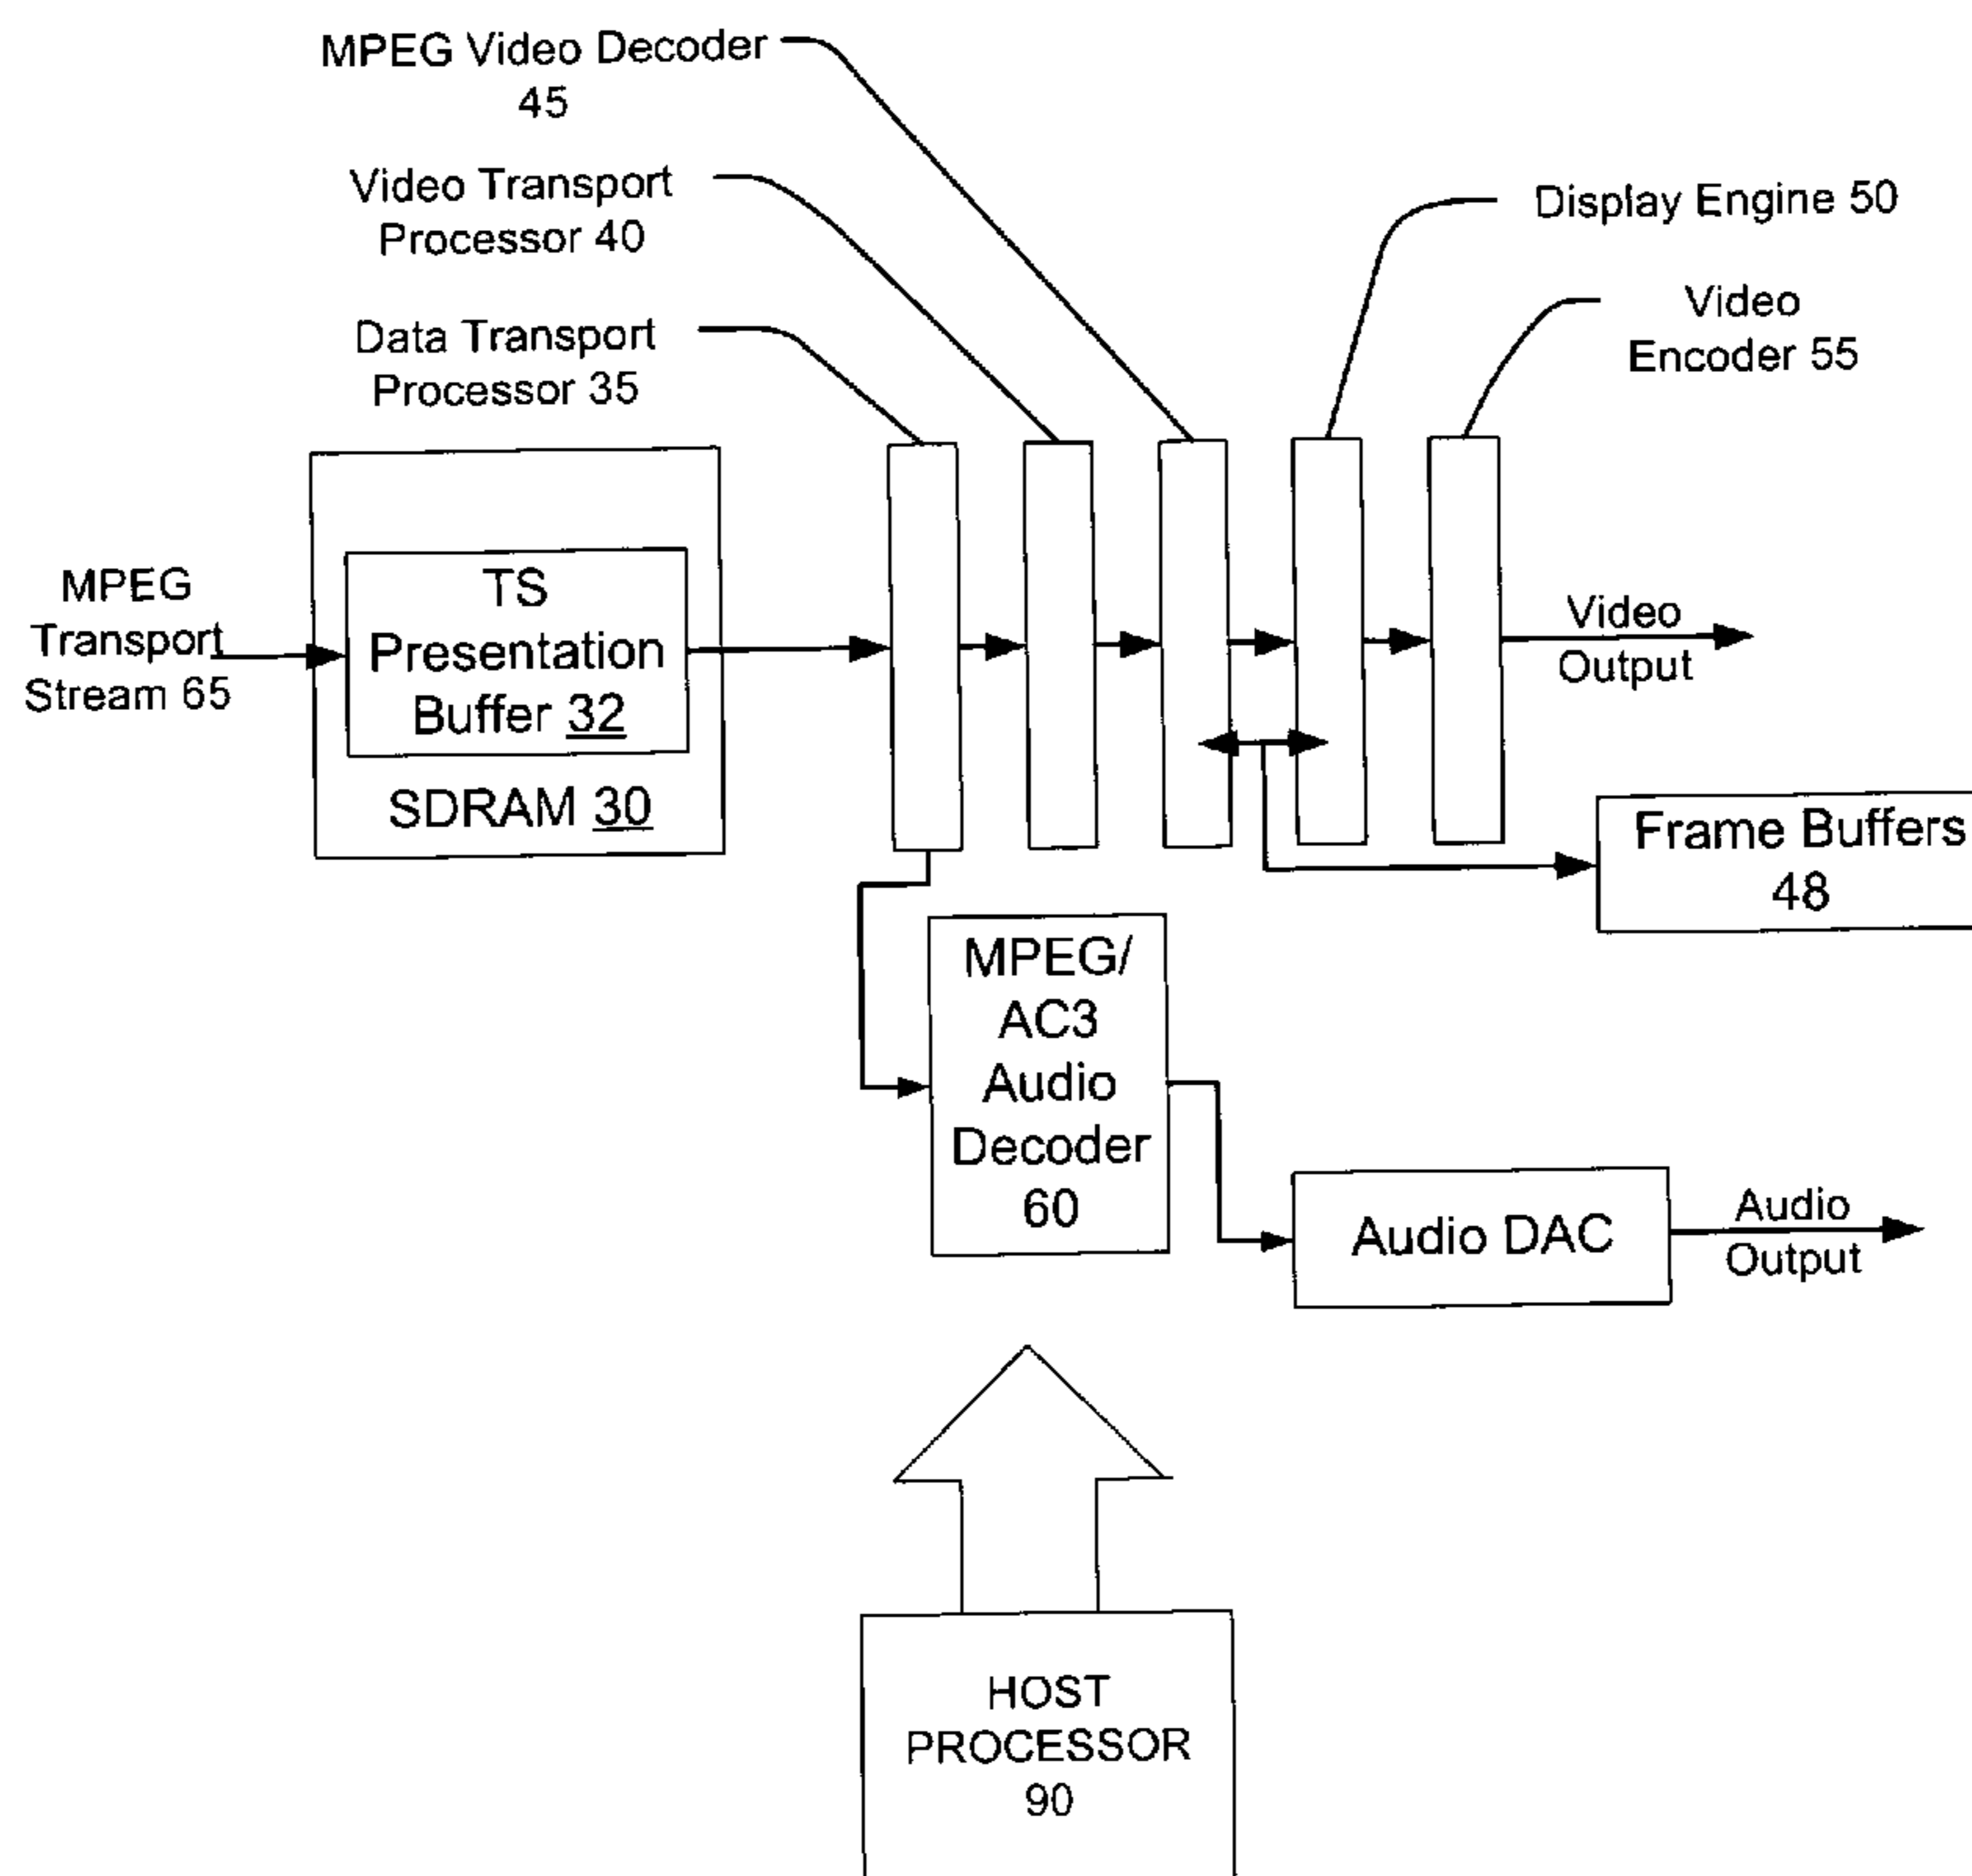 MPEG Video Decoder
45
Video Transport
Processor 40
Data Transport
Processor 35
Display Engine 50
Video
Encoder 55
MPEG
Transport
Stream 65
TS
Presentation
Buffer 32
SDRAM 30
Video
Output
Frame Buffers
48
MPEG/
AC3
Audio
Decoder
60
Audio DAC
Audio
Output
HOST
PROCESSOR
90